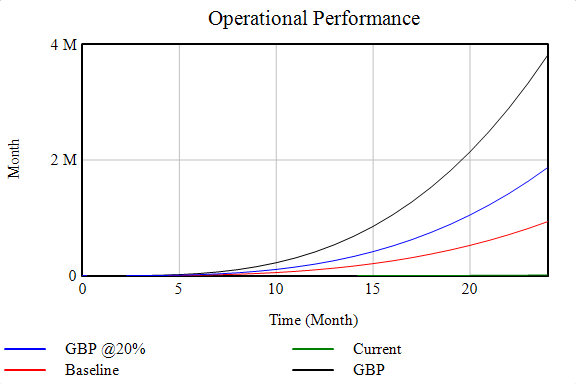 Operational Performance
4 M
2 M
0
Month
0 5 10 15 20
Time (Month)
GBP @20% Current
Baseline GBP